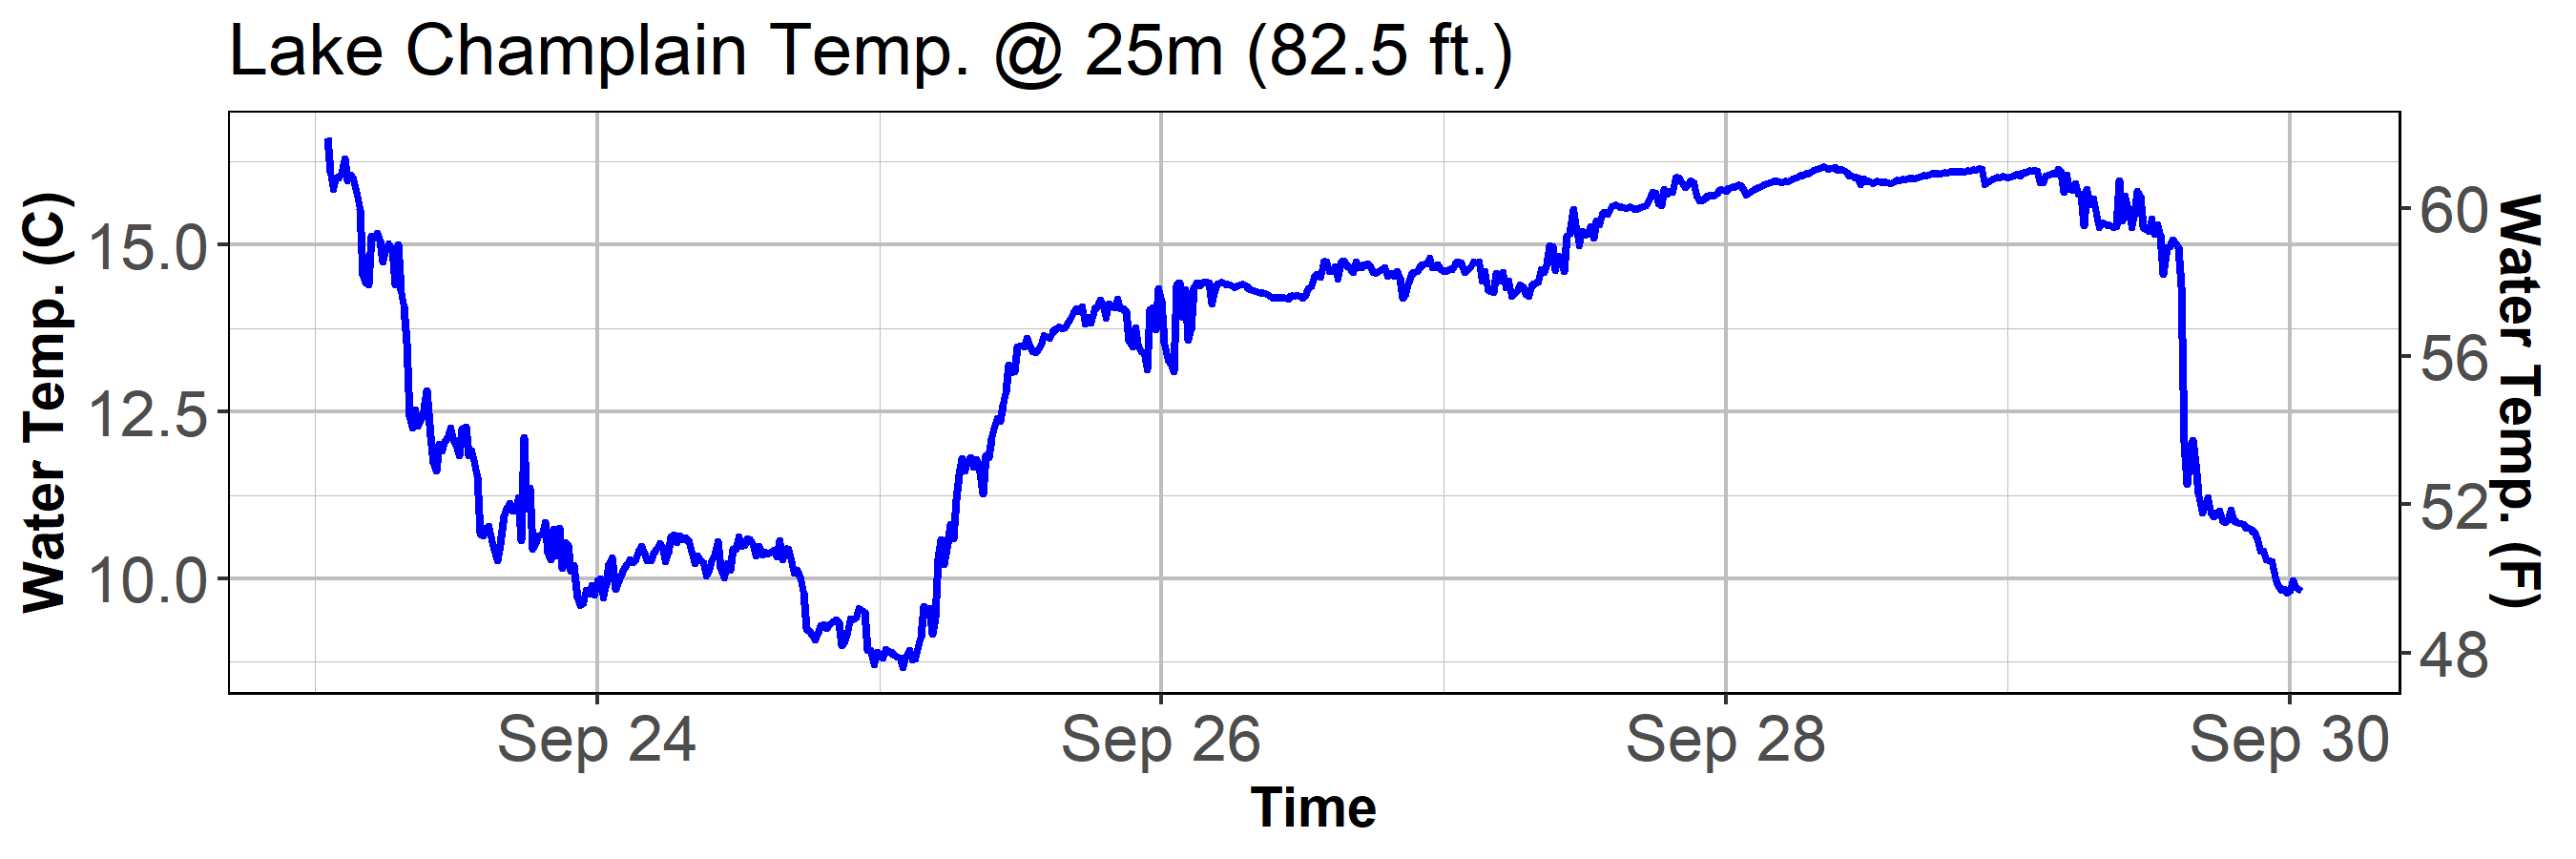 Lake Champlain Temp. @ 25m (82.5 ft.)
Water Temp. (C)
15.0
12.5
10.0
60
56
52
48
Water Temp. (F)
Sep 24 Sep 26 Sep 28 Sep 30
Time